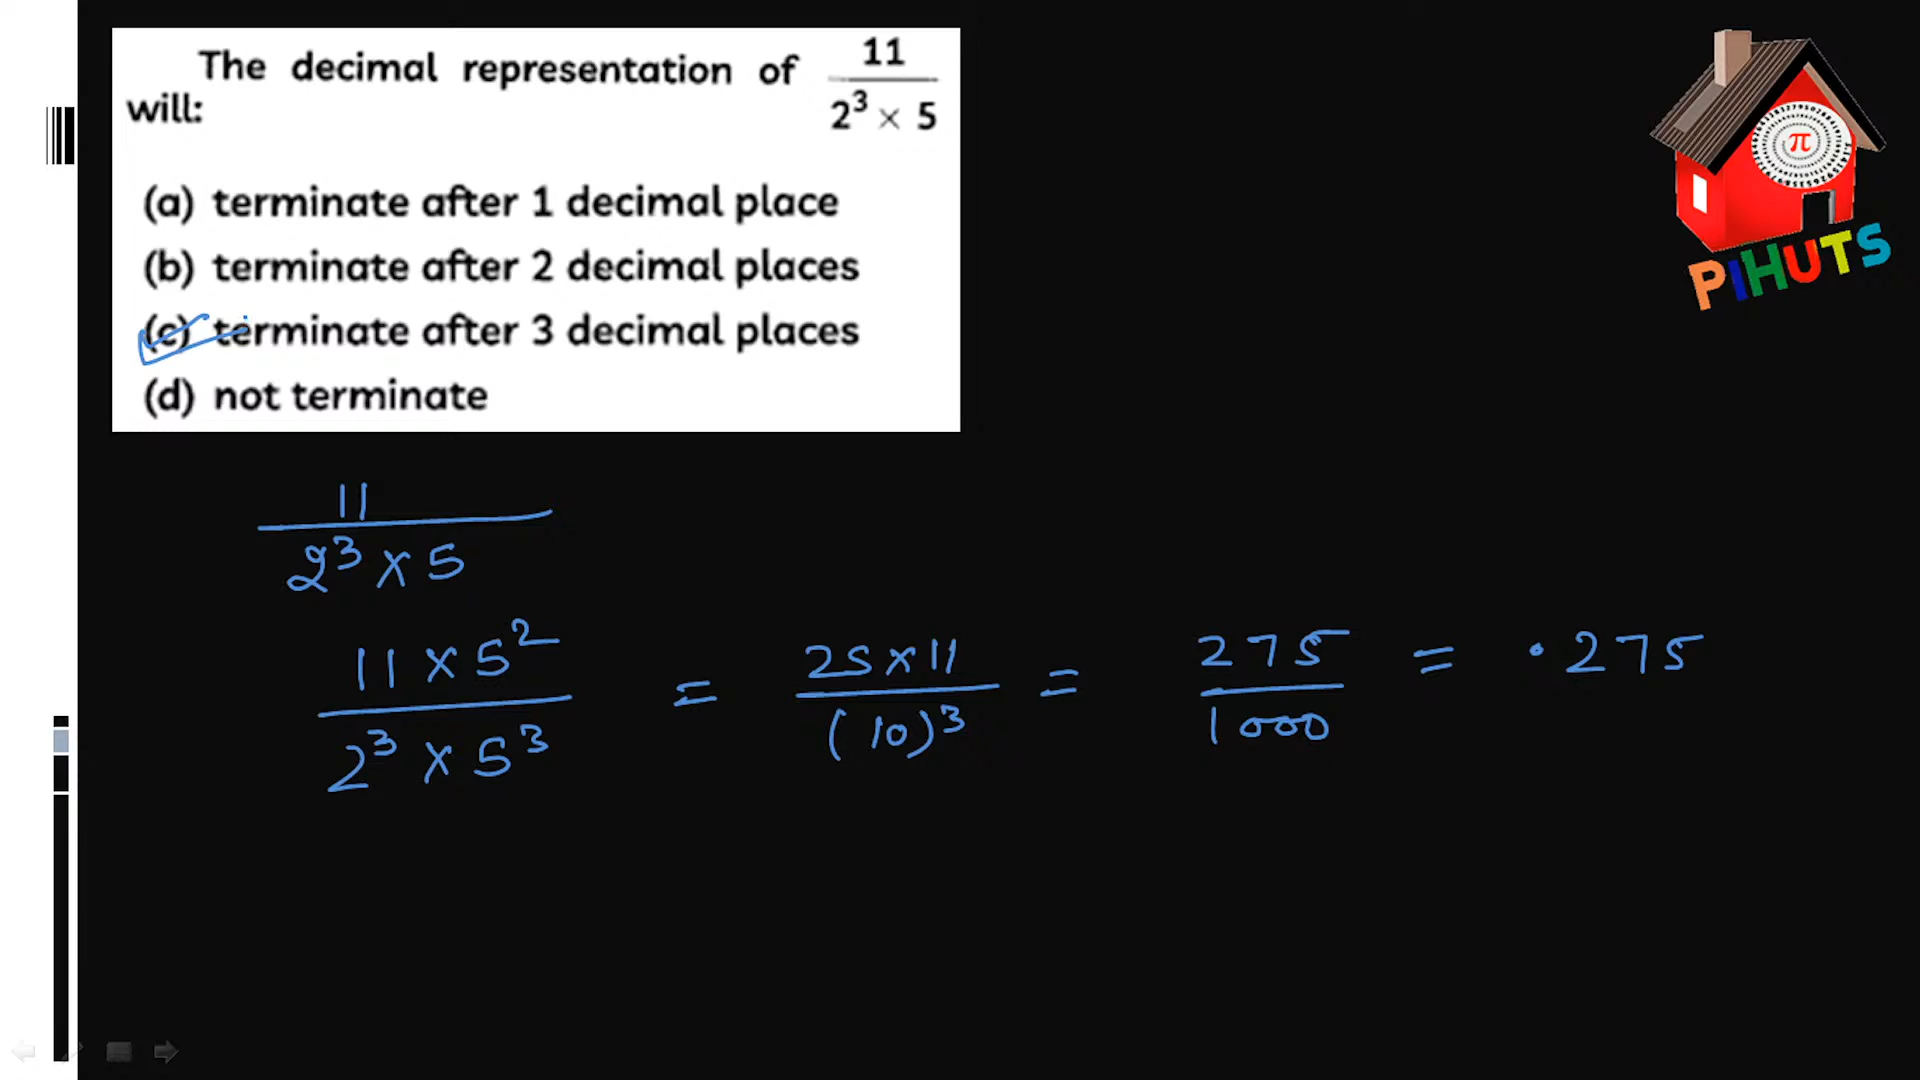 The decimal representation of 11/(2³ × 5)
will:
(a) terminate after 1 decimal place
(b) terminate after 2 decimal places
(c) terminate after 3 decimal places
(d) not terminate
π
PIHUTS
11/(2³ × 5)
(11 × 5²)/(2³ × 5³) = (25 × 11)/(10)³ = 275/1000 = .275